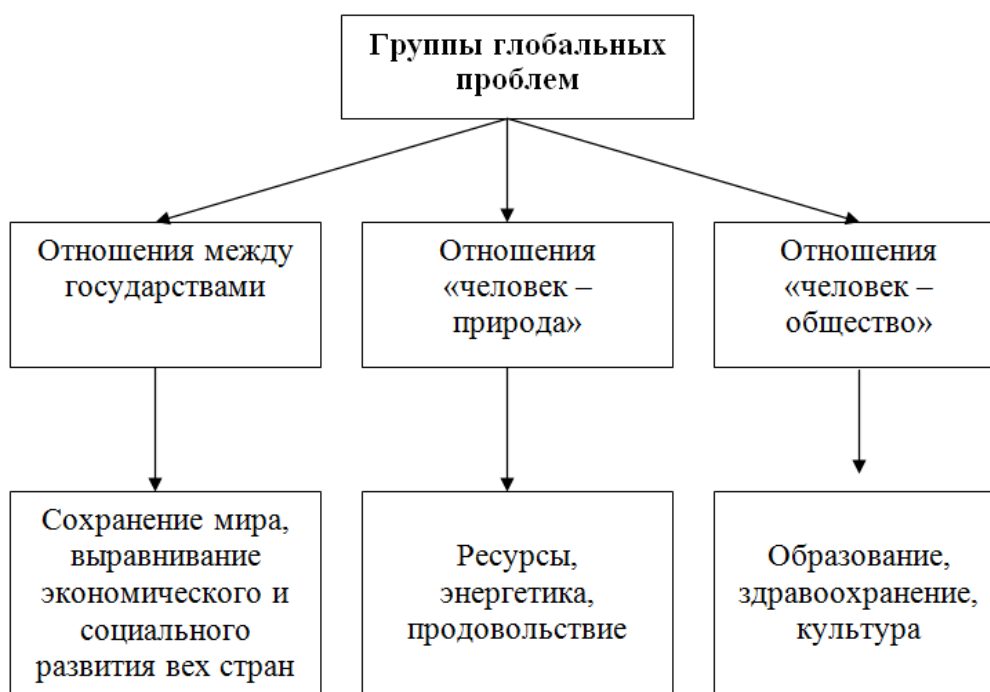 Группы глобальных
проблем
Отношения между
государствами
Отношения
«человек –
природа»
Отношения
«человек –
общество»
Сохранение мира,
выравнивание
экономического и
социального
развития вех стран
Ресурсы,
энергетика,
продовольствие
Образование,
здравоохранение,
культура